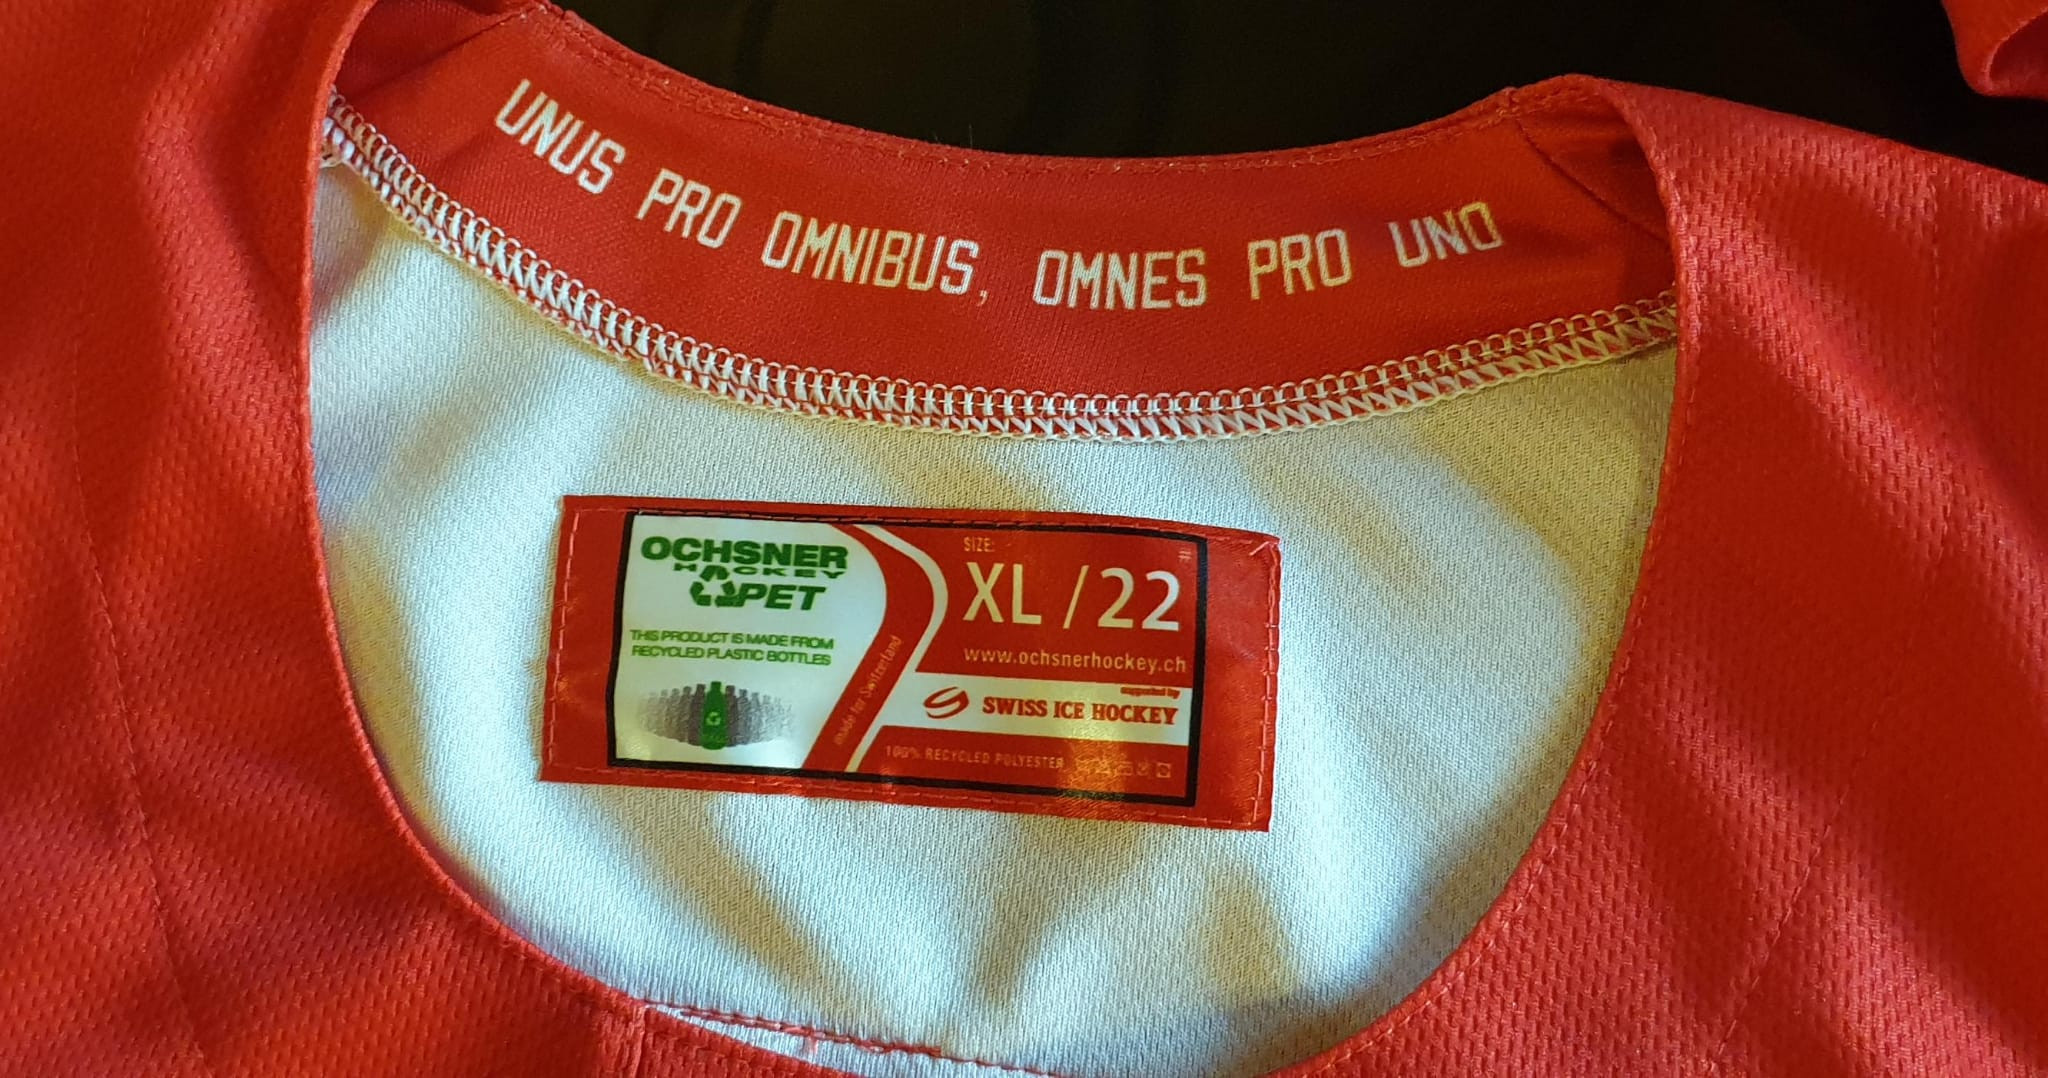 UNUS PRO OMNIBUS, OMNES PRO UNO
OCHSNER
HOCKEY
PET
THIS PRODUCT IS MADE FROM
RECYCLED PLASTIC BOTTLES
made for Switzerland
SIZE:
#
XL / 22
www.ochsnerhockey.ch
supported by
SWISS ICE HOCKEY
100% RECYCLED POLYESTER